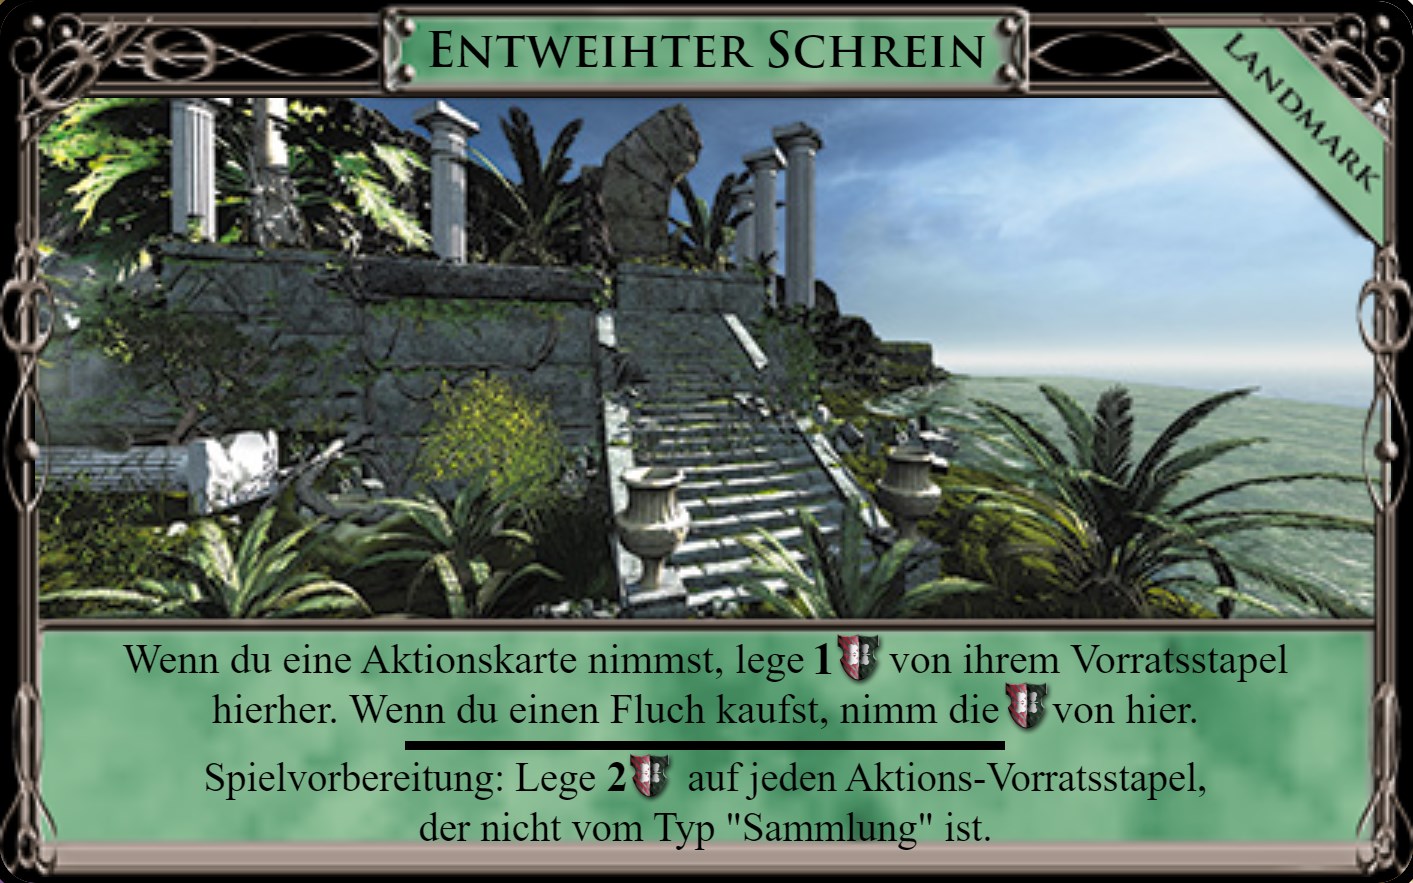 ENTWEIHTER SCHREIN
LANDMARK
Wenn du eine Aktionskarte nimmst, lege 1 von ihrem Vorratsstapel
hierher. Wenn du einen Fluch kaufst, nimm die von hier.
Spielvorbereitung: Lege 2 auf jeden Aktions-Vorratsstapel,
der nicht vom Typ "Sammlung" ist.